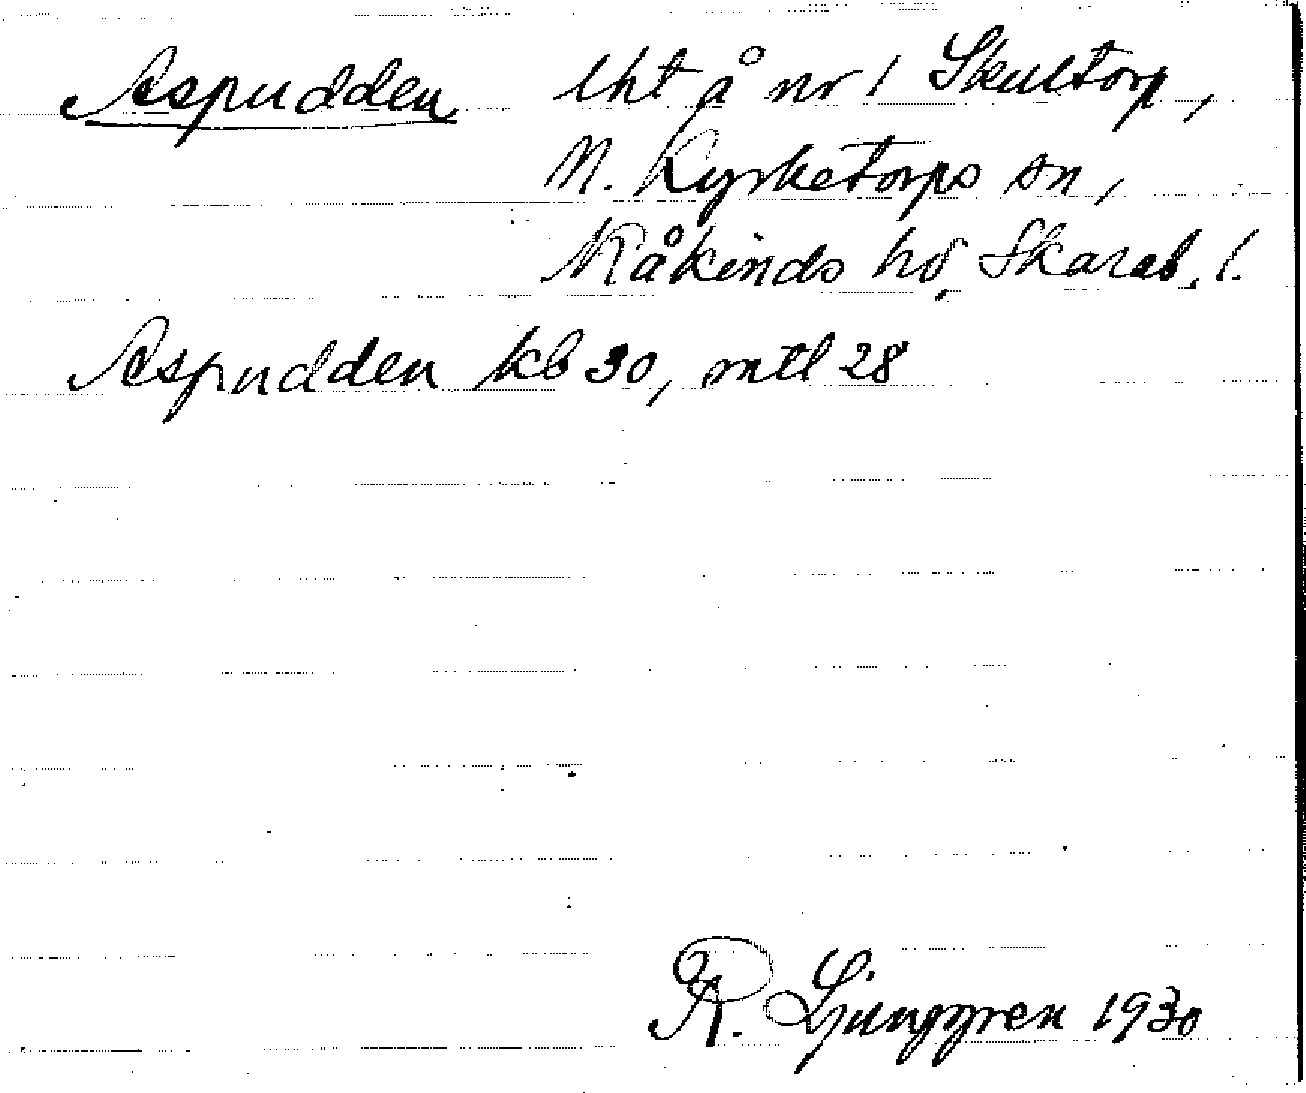 Aspudden lht å nr 1 Skultorp,
N. Kyrketorps sn,
Kåkinds hd, Skarab. l.
Aspudden kb 30, mtl 28
R. Ljunggren 1930